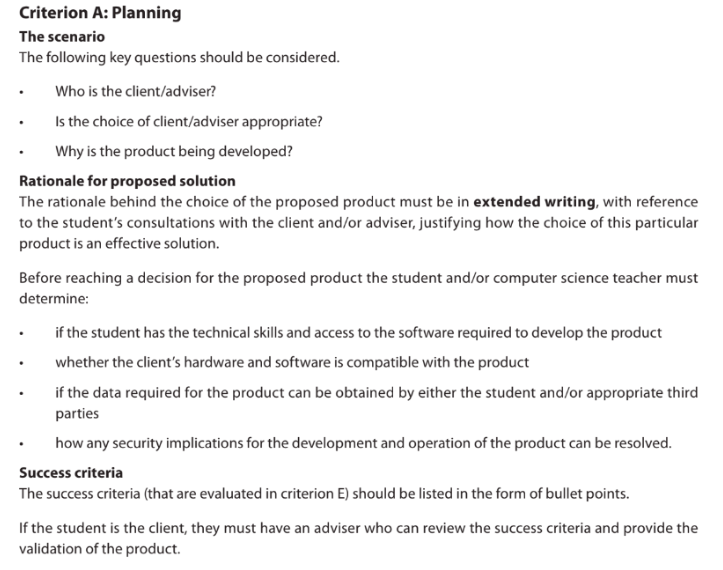 Criterion A: Planning
The scenario
The following key questions should be considered.
• Who is the client/adviser?
• Is the choice of client/adviser appropriate?
• Why is the product being developed?
Rationale for proposed solution
The rationale behind the choice of the proposed product must be in extended writing, with reference
to the student's consultations with the client and/or adviser, justifying how the choice of this particular
product is an effective solution.
Before reaching a decision for the proposed product the student and/or computer science teacher must
determine:
• if the student has the technical skills and access to the software required to develop the product
• whether the client's hardware and software is compatible with the product
• if the data required for the product can be obtained by either the student and/or appropriate third
parties
• how any security implications for the development and operation of the product can be resolved.
Success criteria
The success criteria (that are evaluated in criterion E) should be listed in the form of bullet points.
If the student is the client, they must have an adviser who can review the success criteria and provide the
validation of the product.